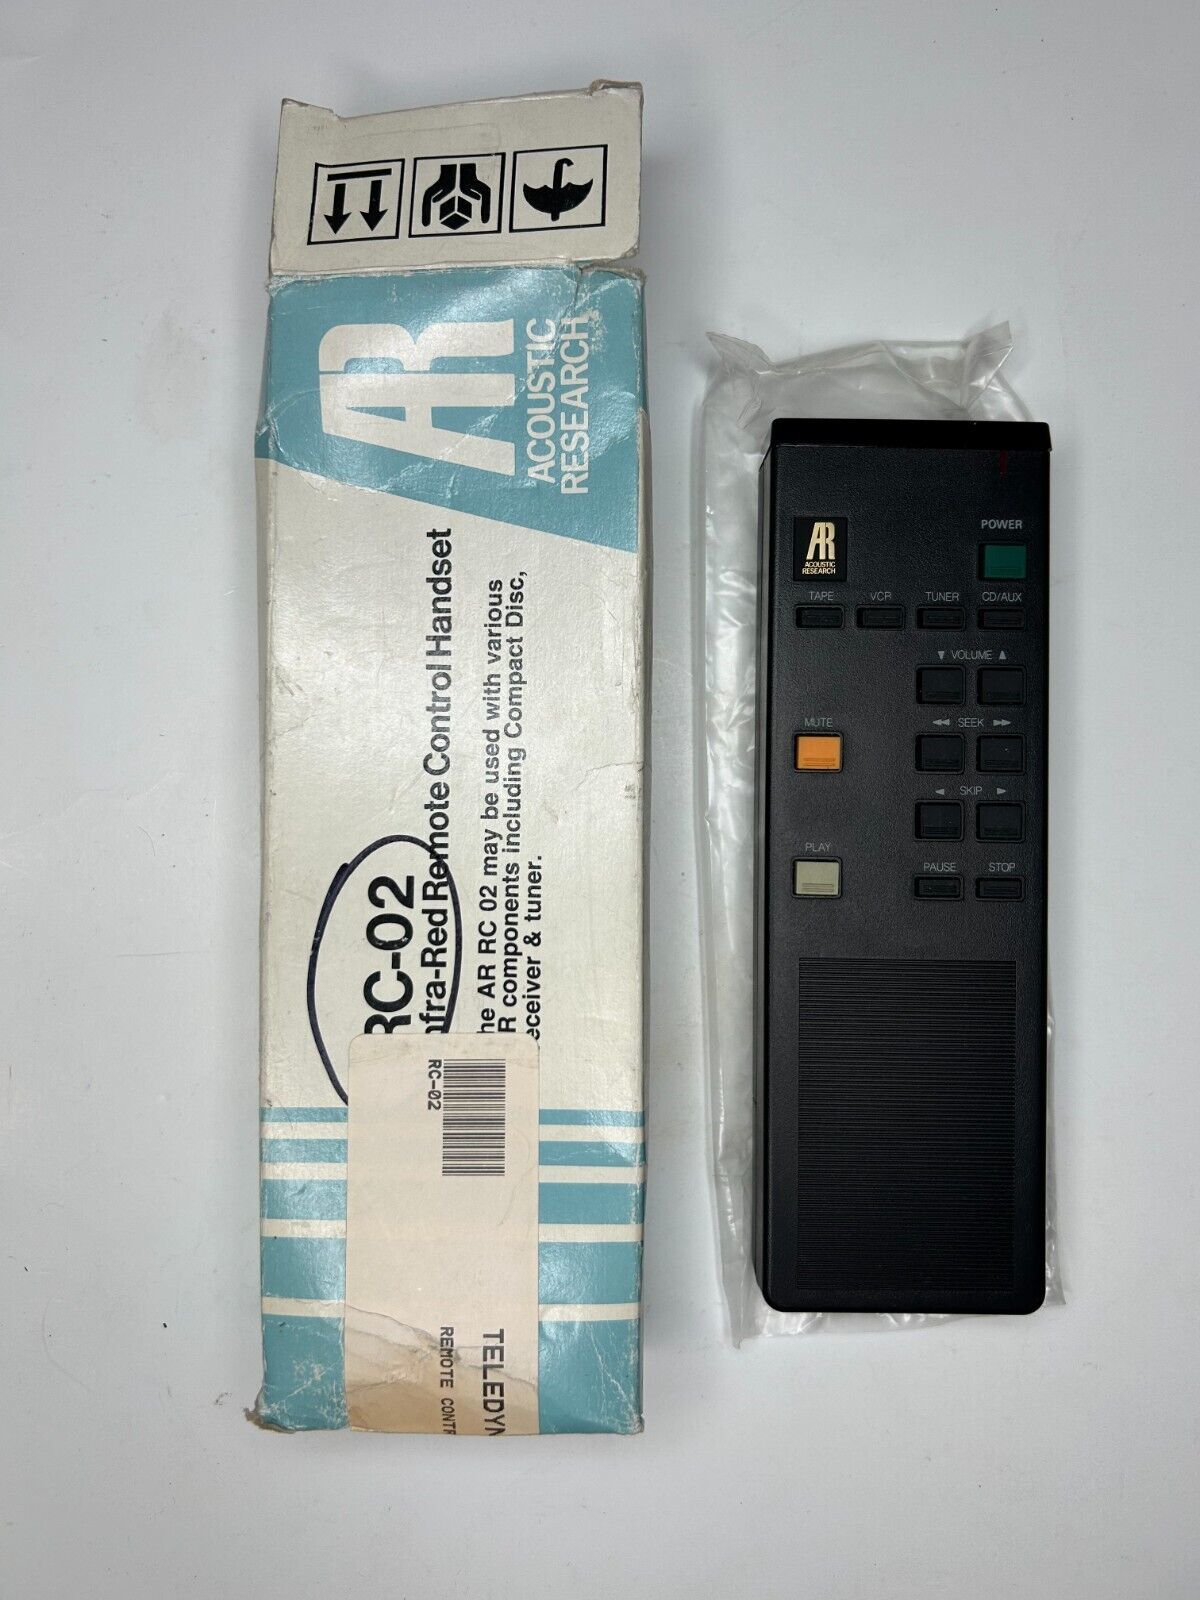 AR
ACOUSTIC
RESEARCH
RC-02
nfra-Red Remote Control Handset
he AR RC 02 may be used with various
R components including Compact Disc,
eceiver & tuner.
RC-02
TELEDYN
REMOTE CONTR
AR
ACOUSTIC
RESEARCH
POWER
TAPE VCR TUNER CD/AUX
▼ VOLUME ▲
MUTE ◀◀ SEEK ▶▶
◀ SKIP ▶
PLAY PAUSE STOP